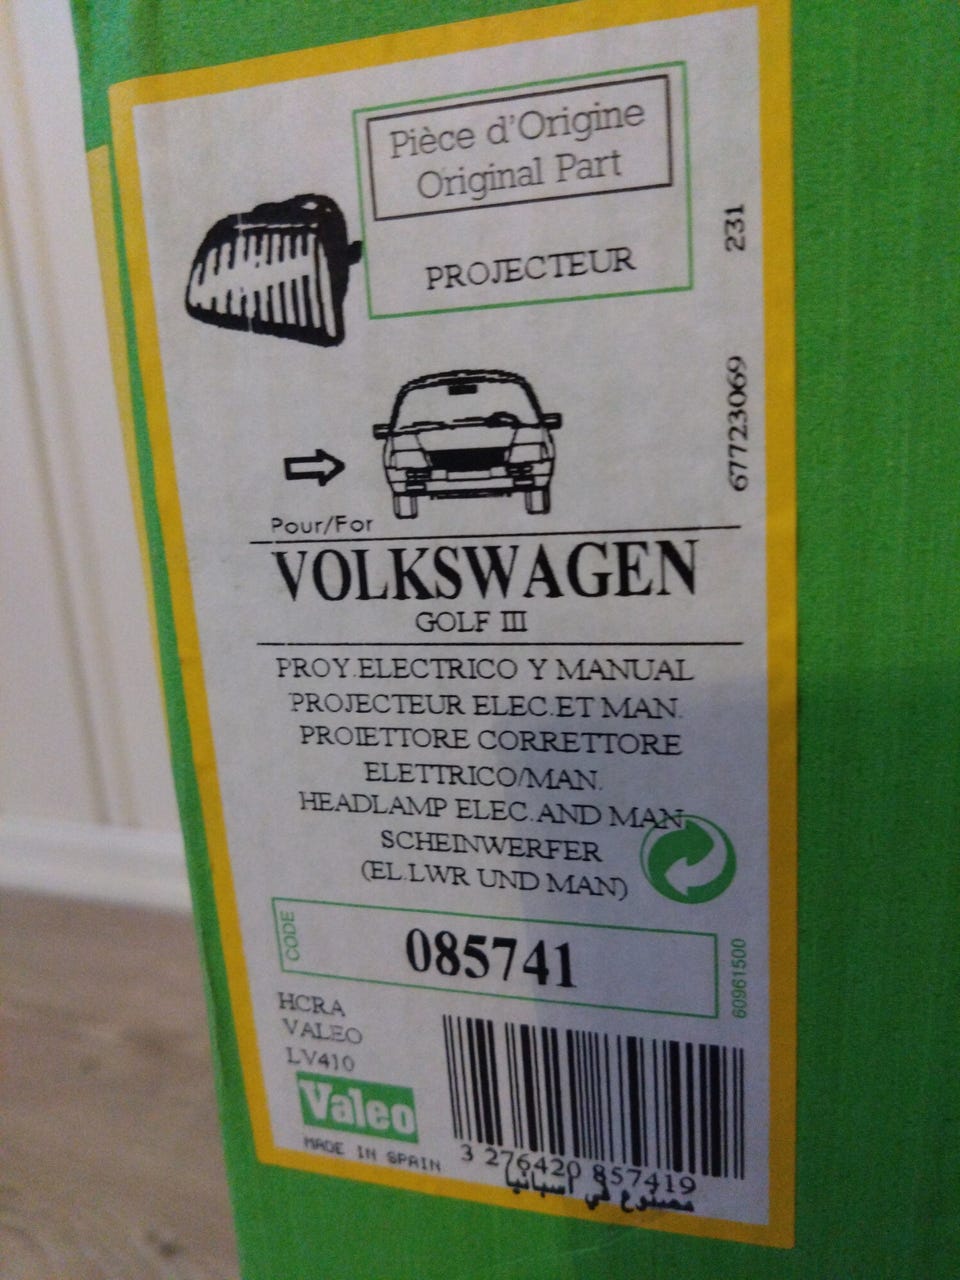 Pièce d'Origine
Original Part
PROJECTEUR
231
67723069
Pour/For
VOLKSWAGEN
GOLF III
PROY.ELECTRICO Y MANUAL
PROJECTEUR ELEC.ET MAN.
PROIETTORE CORRETTORE
ELETTRICO/MAN.
HEADLAMP ELEC.AND MAN.
SCHEINWERFER
(EL.LWR UND MAN)
CODE
085741
60961500
HCRA
VALEO
LV410
Valeo
MADE IN SPAIN
3 276420 857419
مصنوع في اسبانيا